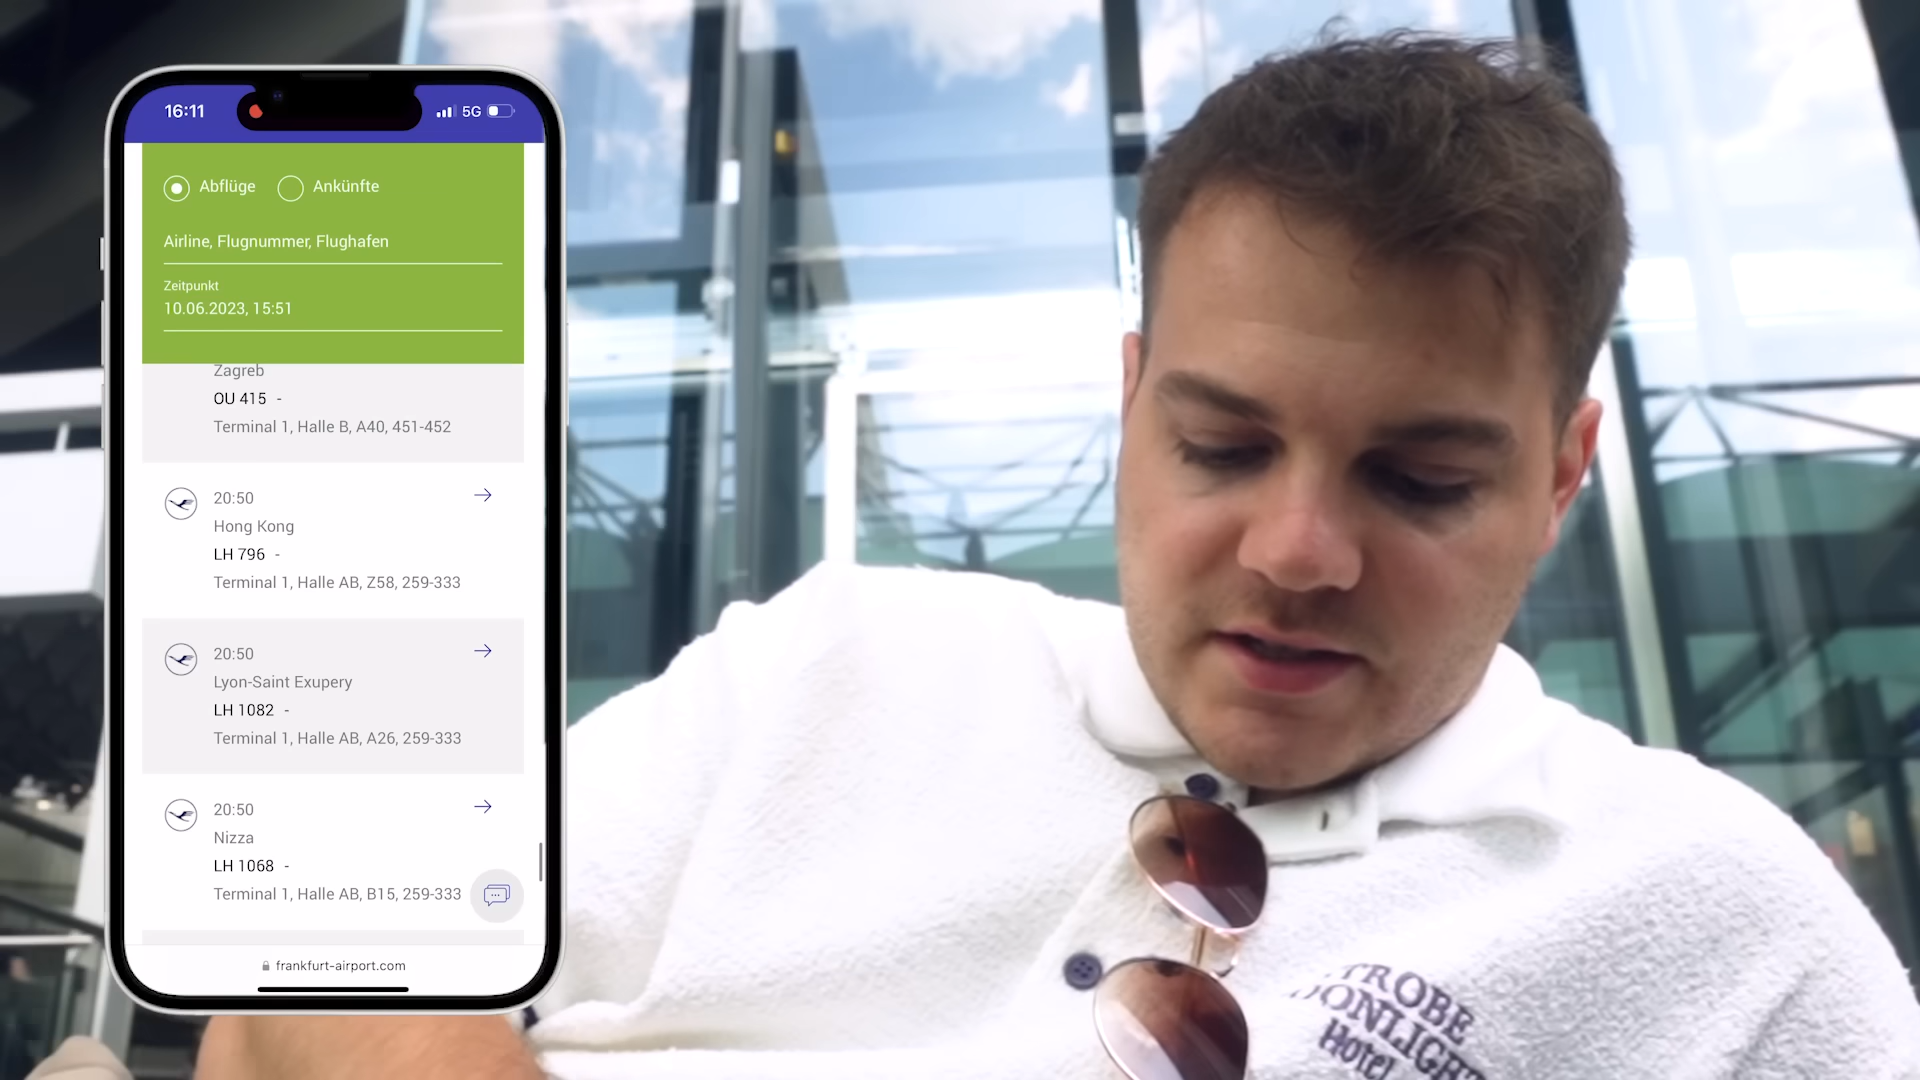 16:11
5G
Abflüge
Ankünfte
Airline, Flugnummer, Flughafen
Zeitpunkt
10.06.2023, 15:51
Zagreb
OU 415 -
Terminal 1, Halle B, A40, 451-452
20:50
Hong Kong
LH 796 -
Terminal 1, Halle AB, Z58, 259-333
20:50
Lyon-Saint Exupery
LH 1082 -
Terminal 1, Halle AB, A26, 259-333
20:50
Nizza
LH 1068 -
Terminal 1, Halle AB, B15, 259-333
frankfurt-airport.com
TROBE
OONLIGHT
Hotel